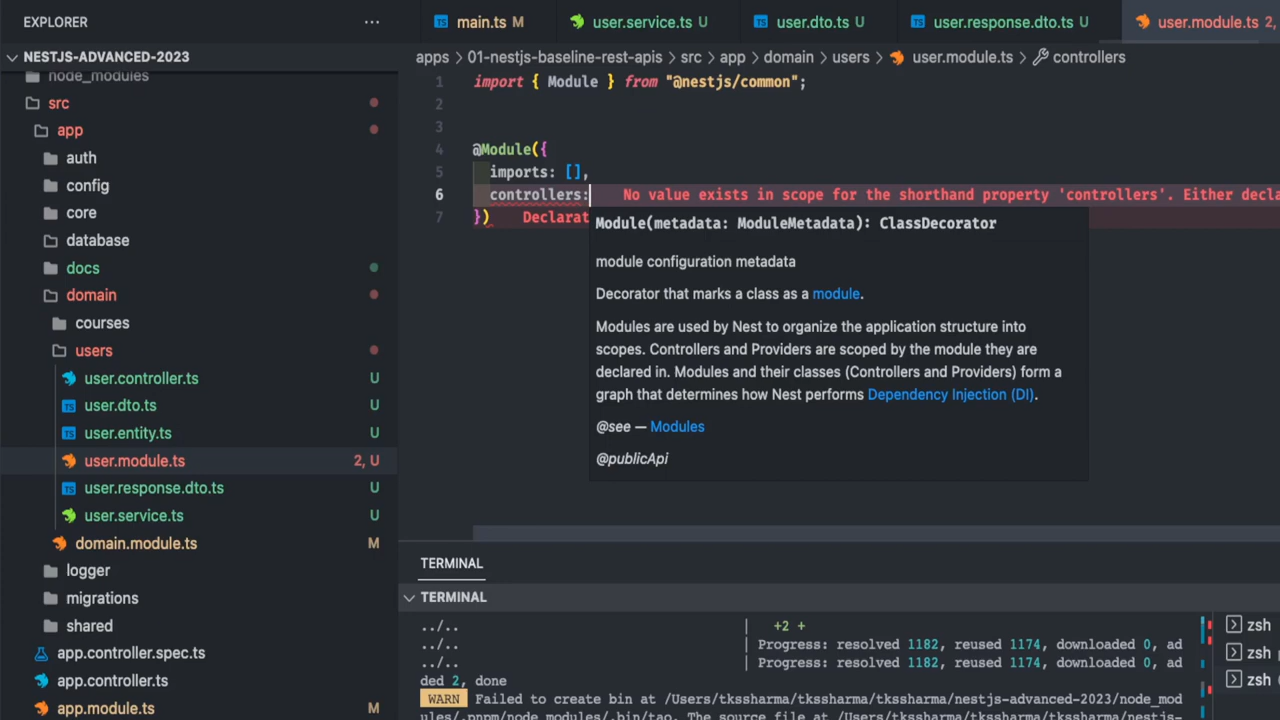 EXPLORER
NESTJS-ADVANCED-2023
node_modules
src
app
auth
config
core
database
docs
domain
courses
users
user.controller.ts U
user.dto.ts U
user.entity.ts U
user.module.ts 2, U
user.response.dto.ts U
user.service.ts U
domain.module.ts M
logger
migrations
shared
app.controller.spec.ts
app.controller.ts
app.module.ts M
main.ts M
user.service.ts U
user.dto.ts U
user.response.dto.ts U
user.module.ts 2,
apps > 01-nestjs-baseline-rest-apis > src > app > domain > users > user.module.ts > controllers
1 import { Module } from "@nestjs/common";
2
3
4 @Module({
5 imports: [],
6 controllers: No value exists in scope for the shorthand property 'controllers'. Either decla
7 }) Declarat
Module(metadata: ModuleMetadata): ClassDecorator
module configuration metadata
Decorator that marks a class as a module.
Modules are used by Nest to organize the application structure into
scopes. Controllers and Providers are scoped by the module they are
declared in. Modules and their classes (Controllers and Providers) form a
graph that determines how Nest performs Dependency Injection (DI).
@see — Modules
@publicApi
TERMINAL
TERMINAL
../.. | +2 +
../.. | Progress: resolved 1182, reused 1174, downloaded 0, ad
../.. | Progress: resolved 1182, reused 1174, downloaded 0, ad
ded 2, done
WARN Failed to create bin at /Users/tkssharma/tkssharma/nestjs-advanced-2023/node_mod
ules/.pnpm/node_modules/.bin/tao. The source file at /Users/tkssharma/tkssharma/nestjs-
zsh
zsh
zsh